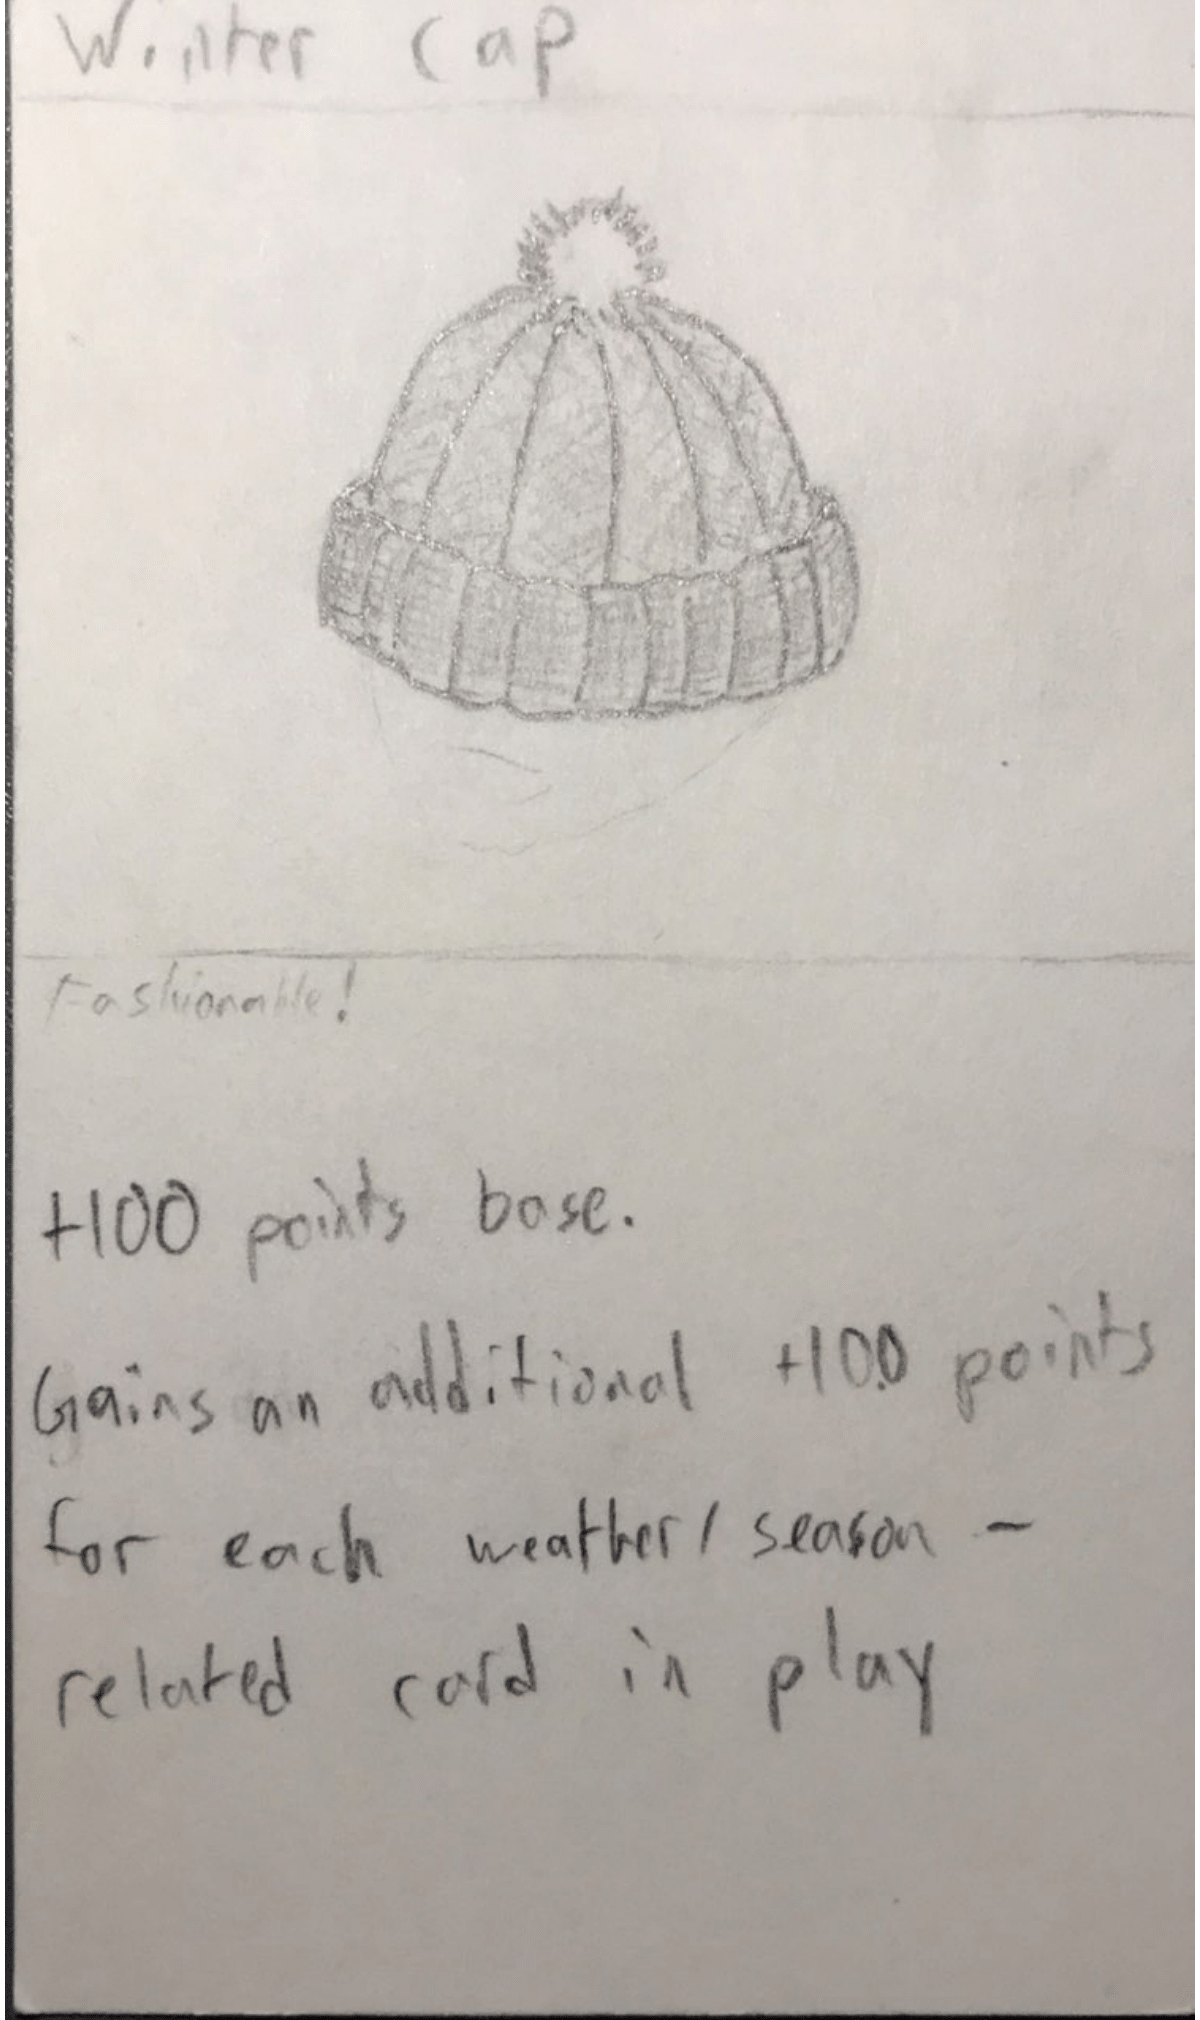 Winter cap
Fashionable!
+100 points base.
Gains an additional +100 points
for each weather/season -
related card in play